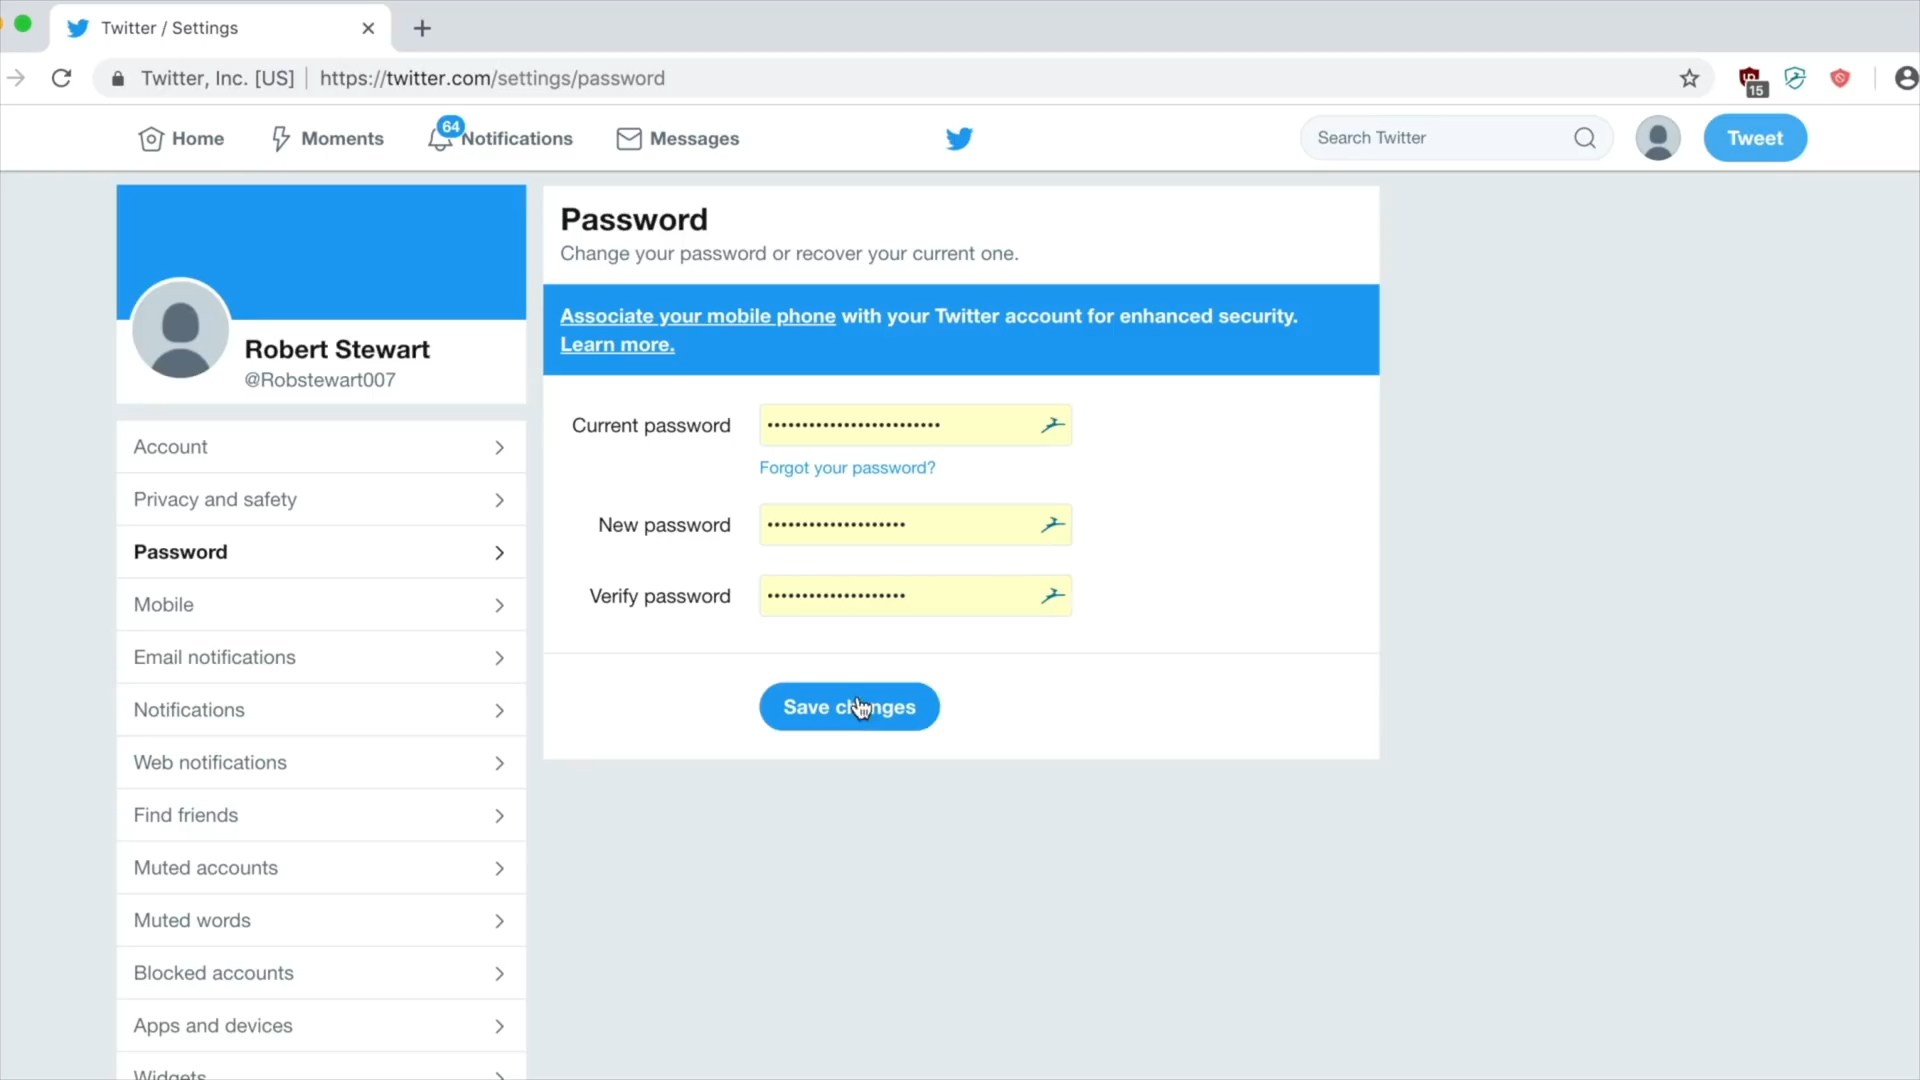 Twitter / Settings
Twitter, Inc. [US] https://twitter.com/settings/password
15
Home
Moments
64
Notifications
Messages
Search Twitter
Tweet
Robert Stewart
@Robstewart007
Account
Privacy and safety
Password
Mobile
Email notifications
Notifications
Web notifications
Find friends
Muted accounts
Muted words
Blocked accounts
Apps and devices
Widgets
Password
Change your password or recover your current one.
Associate your mobile phone with your Twitter account for enhanced security.
Learn more.
Current password
Forgot your password?
New password
Verify password
Save changes